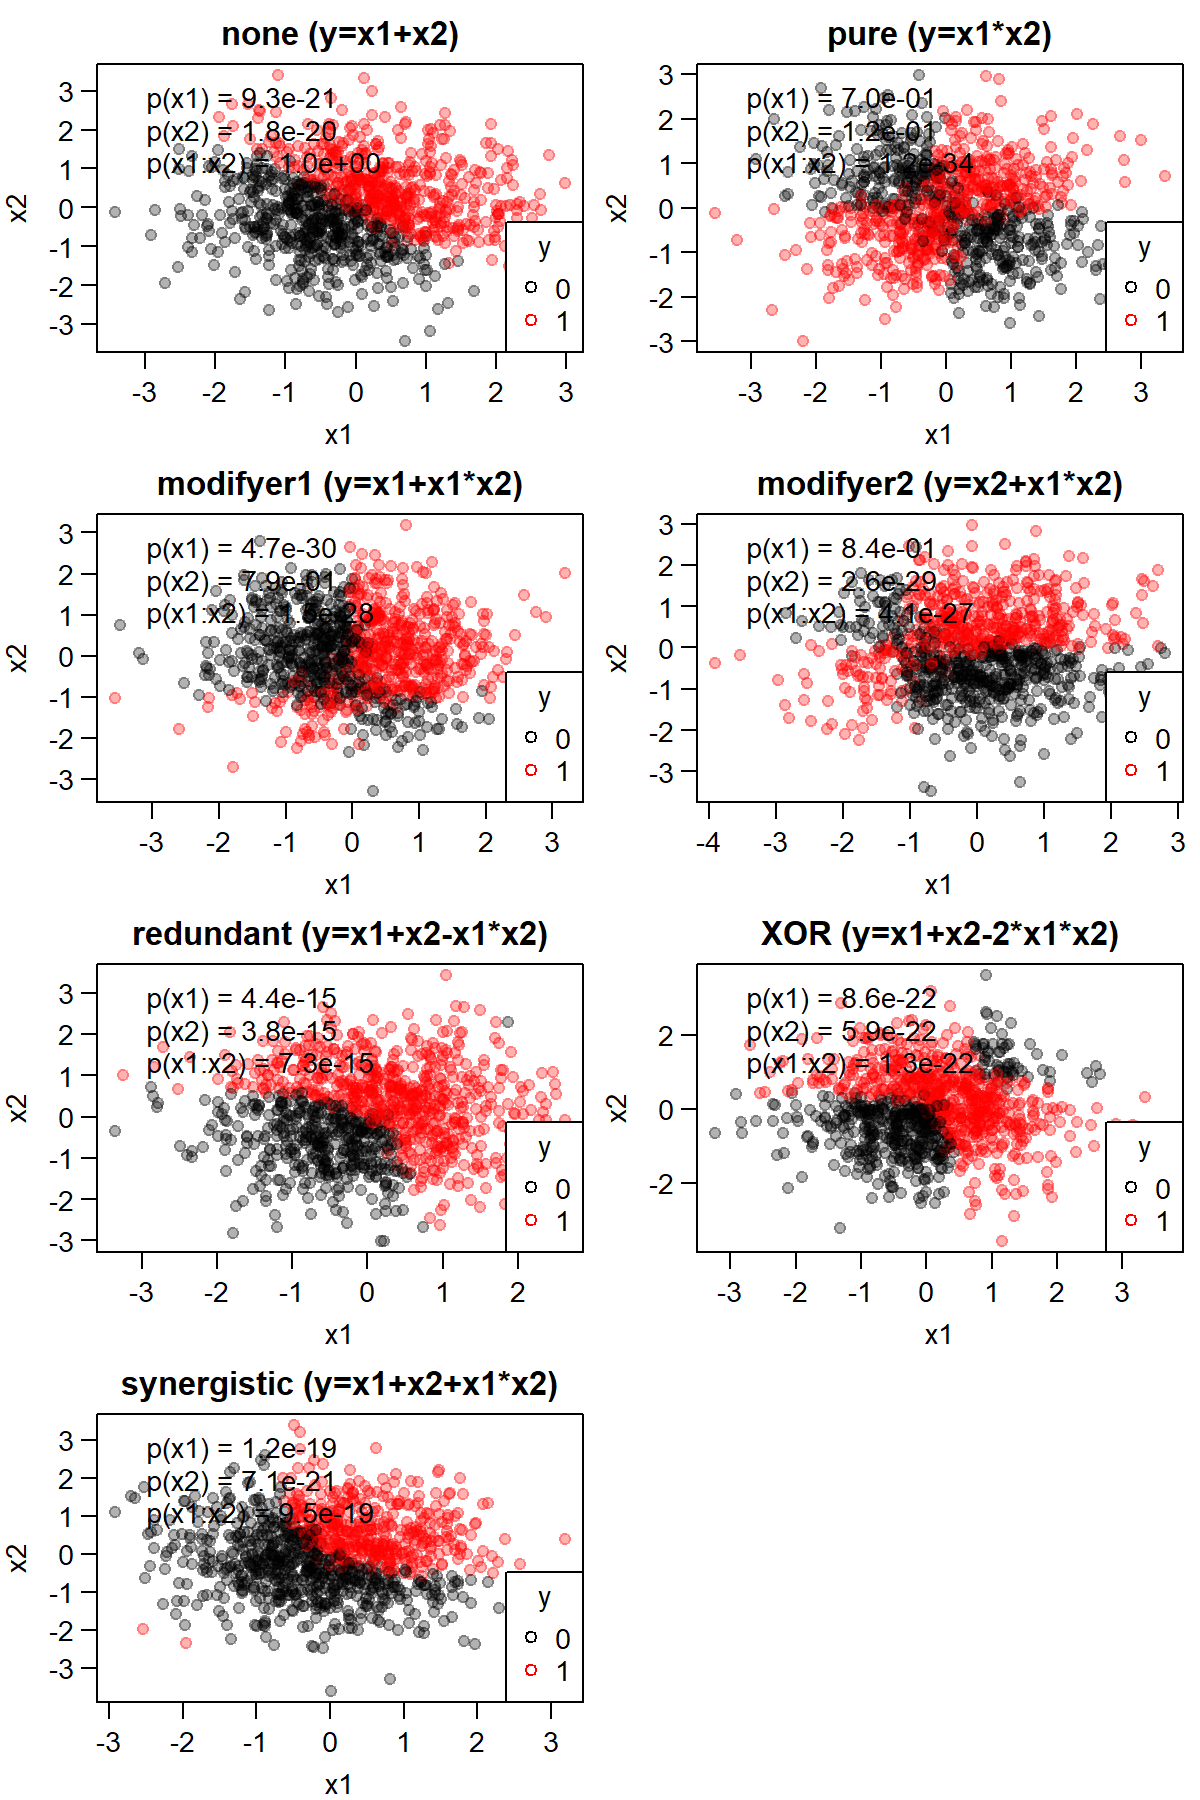 none (y=x1+x2)
p(x1) = 9.3e-21
p(x2) = 1.8e-20
p(x1:x2) = 1.0e+00
3
2
1
0
-1
-2
-3
x2
y
0
1
-3 -2 -1 0 1 2 3
x1
pure (y=x1*x2)
p(x1) = 7.0e-01
p(x2) = 1.2e-01
p(x1:x2) = 1.2e-34
3
2
1
0
-1
-2
-3
x2
y
0
1
-3 -2 -1 0 1 2 3
x1
modifyer1 (y=x1+x1*x2)
p(x1) = 4.7e-30
p(x2) = 7.9e-01
p(x1:x2) = 1.6e-28
3
2
1
0
-1
-2
-3
x2
y
0
1
-3 -2 -1 0 1 2 3
x1
modifyer2 (y=x2+x1*x2)
p(x1) = 8.4e-01
p(x2) = 2.6e-29
p(x1:x2) = 4.1e-27
3
2
1
0
-1
-2
-3
x2
y
0
1
-4 -3 -2 -1 0 1 2 3
x1
redundant (y=x1+x2-x1*x2)
p(x1) = 4.4e-15
p(x2) = 3.8e-15
p(x1:x2) = 7.3e-15
3
2
1
0
-1
-2
-3
x2
y
0
1
-3 -2 -1 0 1 2
x1
XOR (y=x1+x2-2*x1*x2)
p(x1) = 8.6e-22
p(x2) = 5.9e-22
p(x1:x2) = 1.3e-22
2
0
-2
x2
y
0
1
-3 -2 -1 0 1 2 3
x1
synergistic (y=x1+x2+x1*x2)
p(x1) = 1.2e-19
p(x2) = 7.1e-21
p(x1:x2) = 9.5e-19
3
2
1
0
-1
-2
-3
x2
y
0
1
-3 -2 -1 0 1 2 3
x1